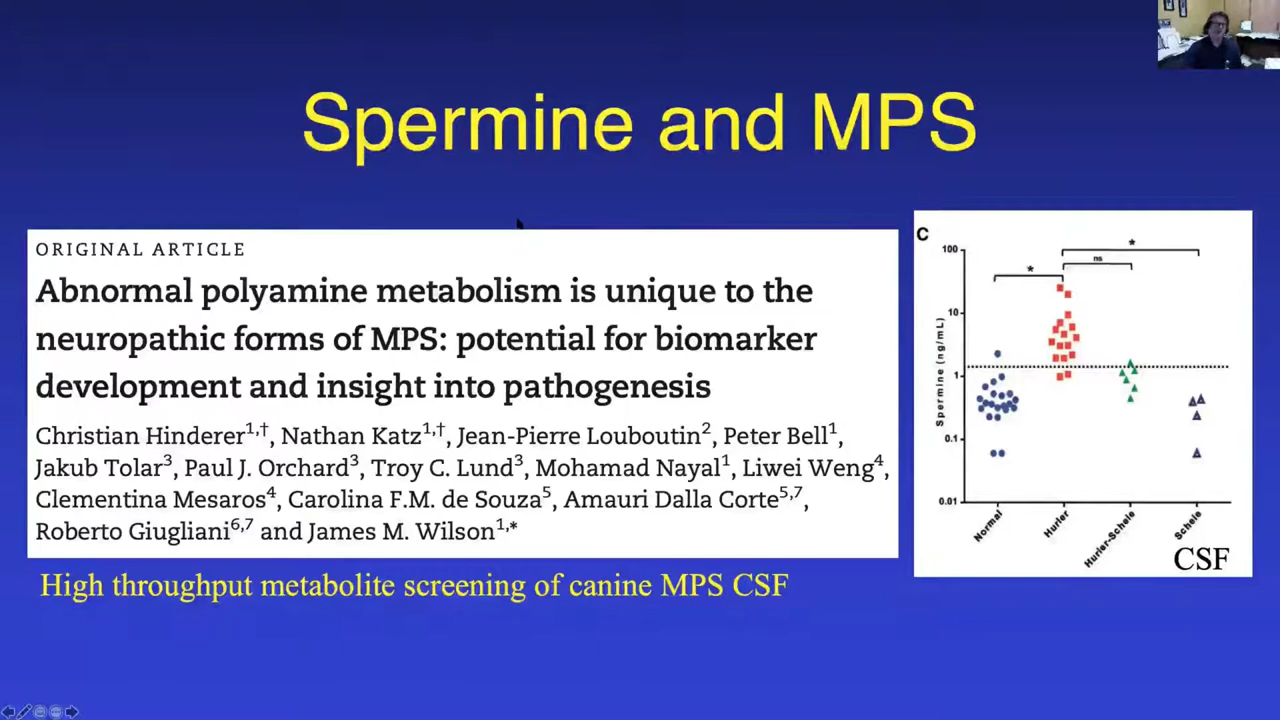 Spermine and MPS
ORIGINAL ARTICLE
Abnormal polyamine metabolism is unique to the
neuropathic forms of MPS: potential for biomarker
development and insight into pathogenesis
Christian Hinderer1,†, Nathan Katz1,†, Jean-Pierre Louboutin2, Peter Bell1,
Jakub Tolar3, Paul J. Orchard3, Troy C. Lund3, Mohamad Nayal1, Liwei Weng4,
Clementina Mesaros4, Carolina F.M. de Souza5, Amauri Dalla Corte5,7,
Roberto Giugliani6,7 and James M. Wilson1,*
High throughput metabolite screening of canine MPS CSF
C
*
ns
*
100
10
1
0.1
0.01
Spermine (ng/mL)
Normal
Hurler
Hurler-Scheie
Scheie
CSF